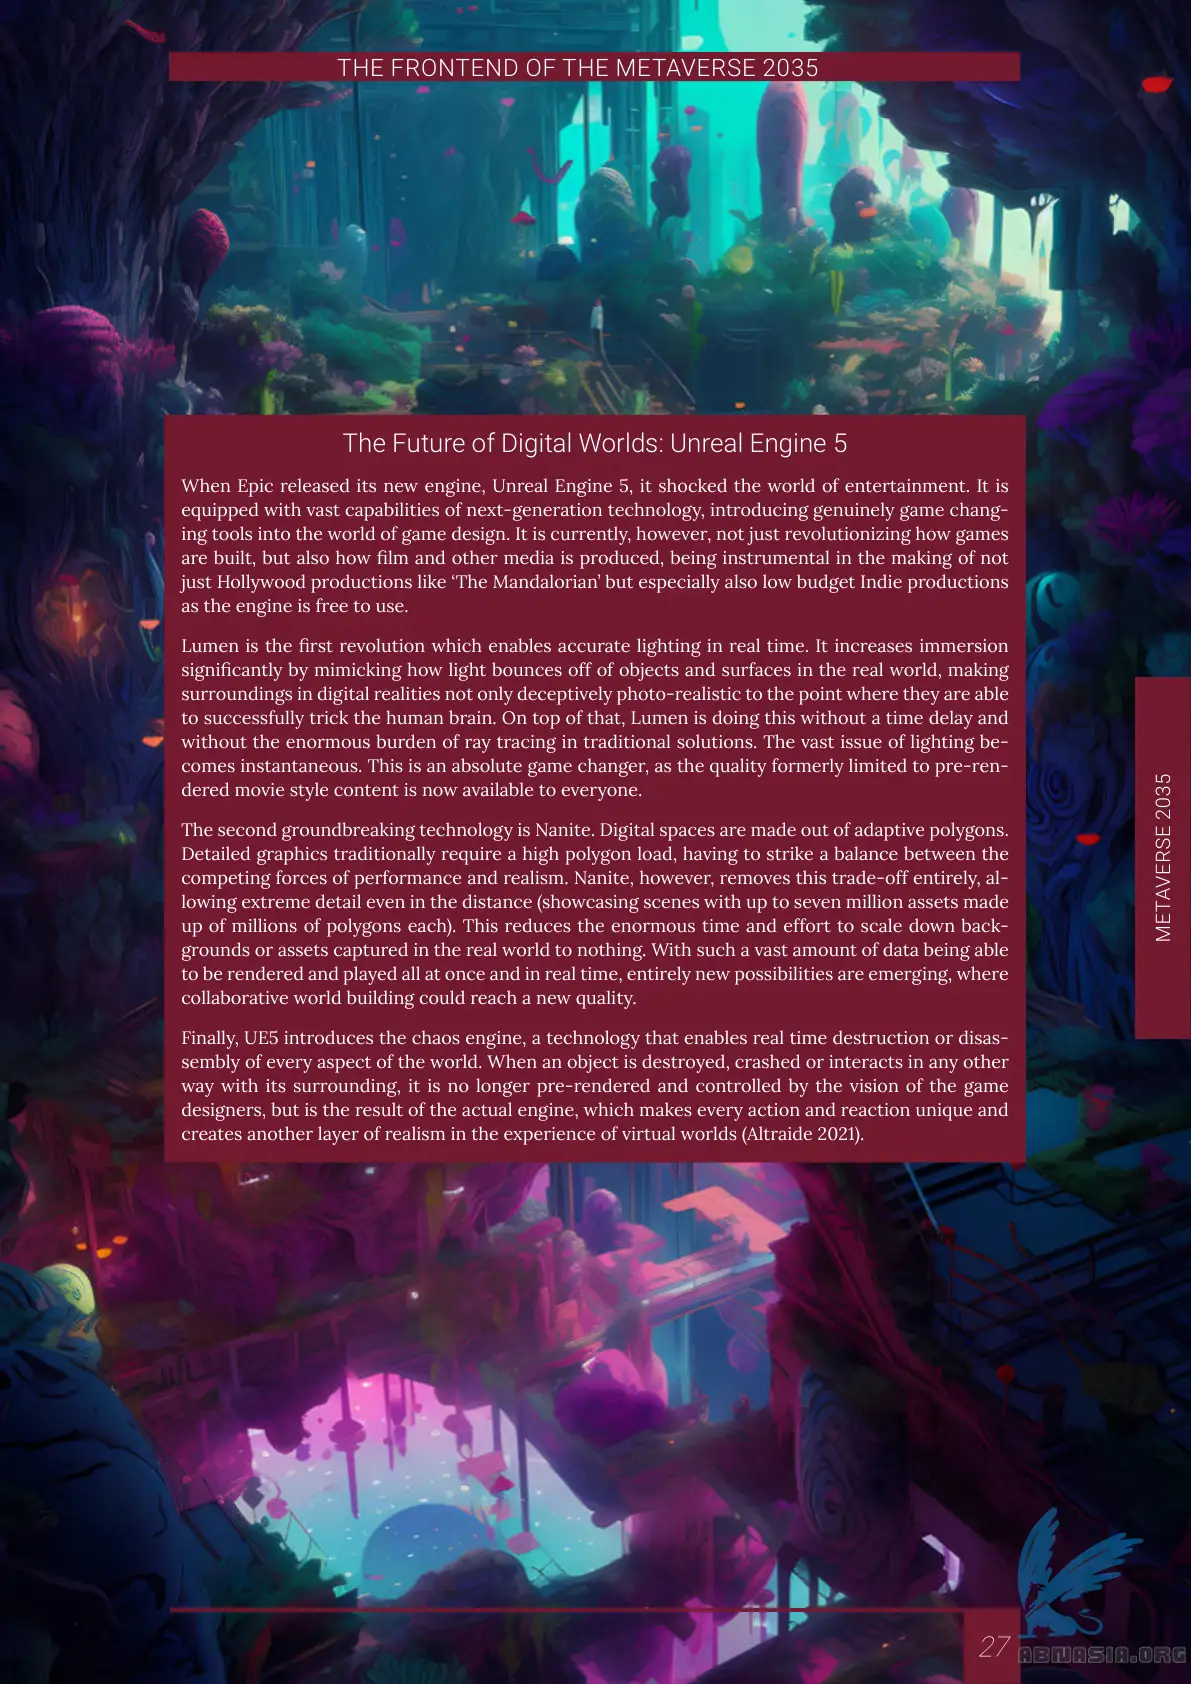 THE FRONTEND OF THE METAVERSE 2035
The Future of Digital Worlds: Unreal Engine 5
When Epic released its new engine, Unreal Engine 5, it shocked the world of entertainment. It is
equipped with vast capabilities of next-generation technology, introducing genuinely game chang-
ing tools into the world of game design. It is currently, however, not just revolutionizing how games
are built, but also how film and other media is produced, being instrumental in the making of not
just Hollywood productions like ‘The Mandalorian’ but especially also low budget Indie productions
as the engine is free to use.
Lumen is the first revolution which enables accurate lighting in real time. It increases immersion
significantly by mimicking how light bounces off of objects and surfaces in the real world, making
surroundings in digital realities not only deceptively photo-realistic to the point where they are able
to successfully trick the human brain. On top of that, Lumen is doing this without a time delay and
without the enormous burden of ray tracing in traditional solutions. The vast issue of lighting be-
comes instantaneous. This is an absolute game changer, as the quality formerly limited to pre-ren-
dered movie style content is now available to everyone.
The second groundbreaking technology is Nanite. Digital spaces are made out of adaptive polygons.
Detailed graphics traditionally require a high polygon load, having to strike a balance between the
competing forces of performance and realism. Nanite, however, removes this trade-off entirely, al-
lowing extreme detail even in the distance (showcasing scenes with up to seven million assets made
up of millions of polygons each). This reduces the enormous time and effort to scale down back-
grounds or assets captured in the real world to nothing. With such a vast amount of data being able
to be rendered and played all at once and in real time, entirely new possibilities are emerging, where
collaborative world building could reach a new quality.
Finally, UE5 introduces the chaos engine, a technology that enables real time destruction or disas-
sembly of every aspect of the world. When an object is destroyed, crashed or interacts in any other
way with its surrounding, it is no longer pre-rendered and controlled by the vision of the game
designers, but is the result of the actual engine, which makes every action and reaction unique and
creates another layer of realism in the experience of virtual worlds (Altraide 2021).
METAVERSE 2035
27
ABNASIA.ORG